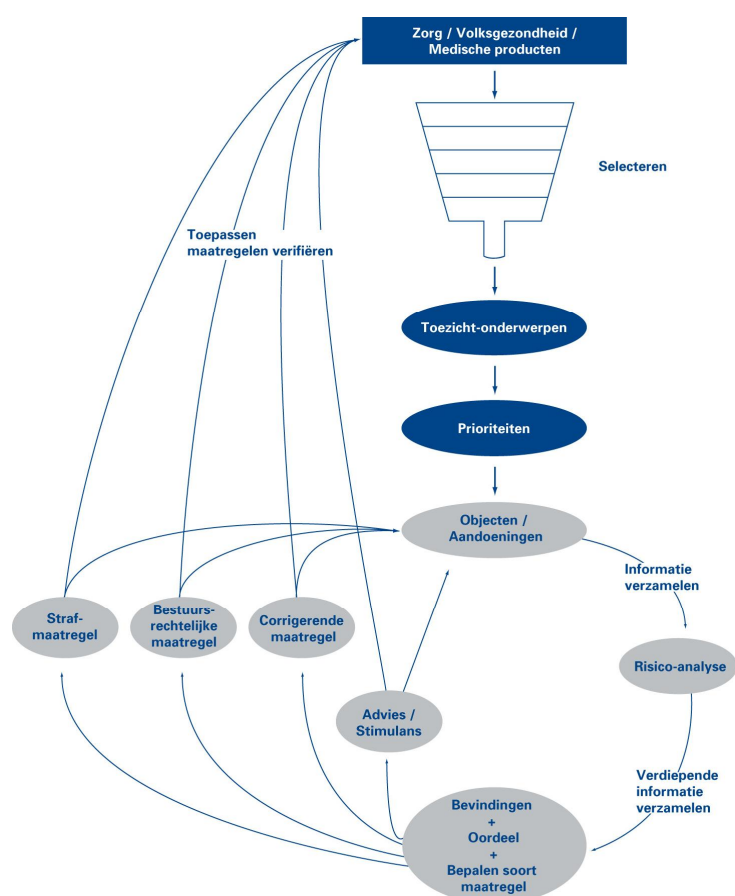 Zorg / Volksgezondheid /
Medische producten
Selecteren
Toepassen
maatregelen verifiëren
Toezicht-onderwerpen
Prioriteiten
Objecten /
Aandoeningen
Informatie
verzamelen
Straf-
maatregel
Bestuurs-
rechtelijke
maatregel
Corrigerende
maatregel
Risico-analyse
Advies /
Stimulans
Verdiepende
informatie
verzamelen
Bevindingen
+
Oordeel
+
Bepalen soort
maatregel